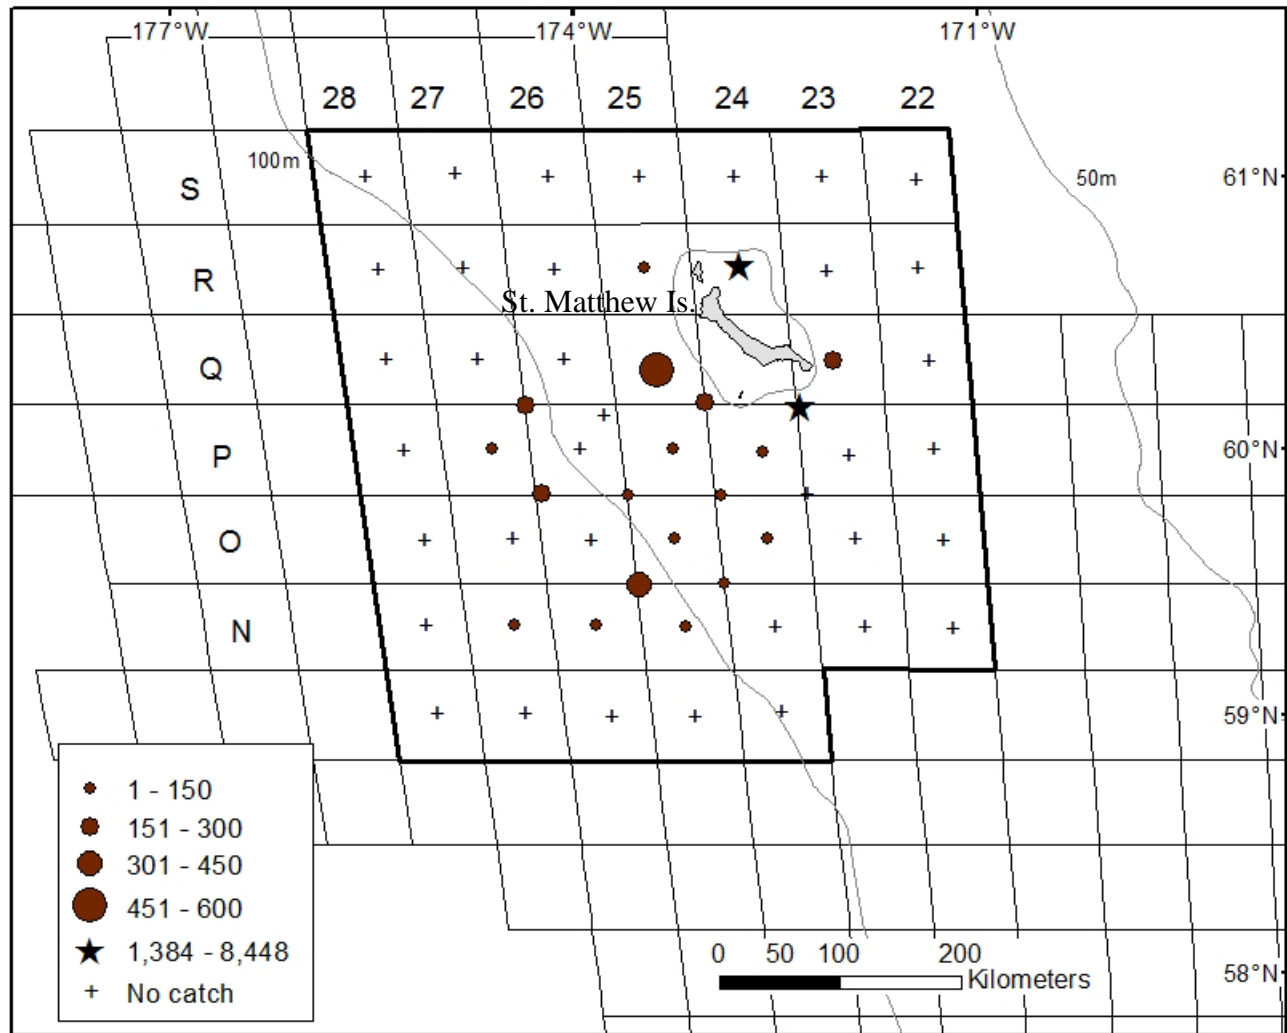 177°W 174°W 171°W
28 27 26 25 24 23 22
100m
50m
S
61°N
R
St. Matthew Is.
Q
P
60°N
O
N
59°N
1 - 150
151 - 300
301 - 450
451 - 600
1,384 - 8,448
No catch
0 50 100 200
Kilometers
58°N